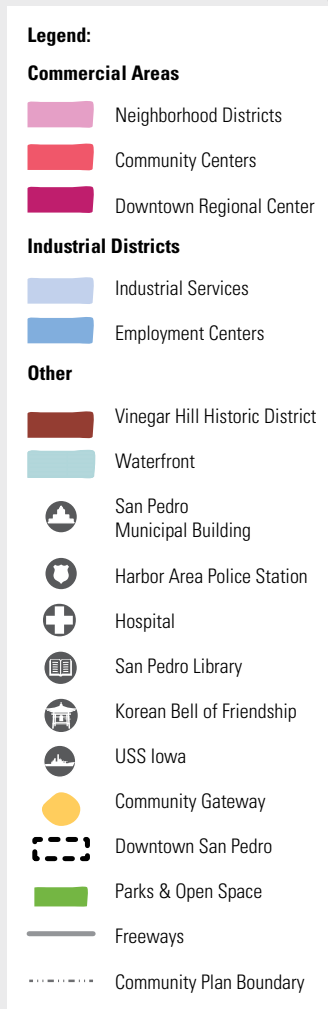 Legend:
Commercial Areas
Neighborhood Districts
Community Centers
Downtown Regional Center
Industrial Districts
Industrial Services
Employment Centers
Other
Vinegar Hill Historic District
Waterfront
San Pedro
Municipal Building
Harbor Area Police Station
Hospital
San Pedro Library
Korean Bell of Friendship
USS Iowa
Community Gateway
Downtown San Pedro
Parks & Open Space
Freeways
Community Plan Boundary